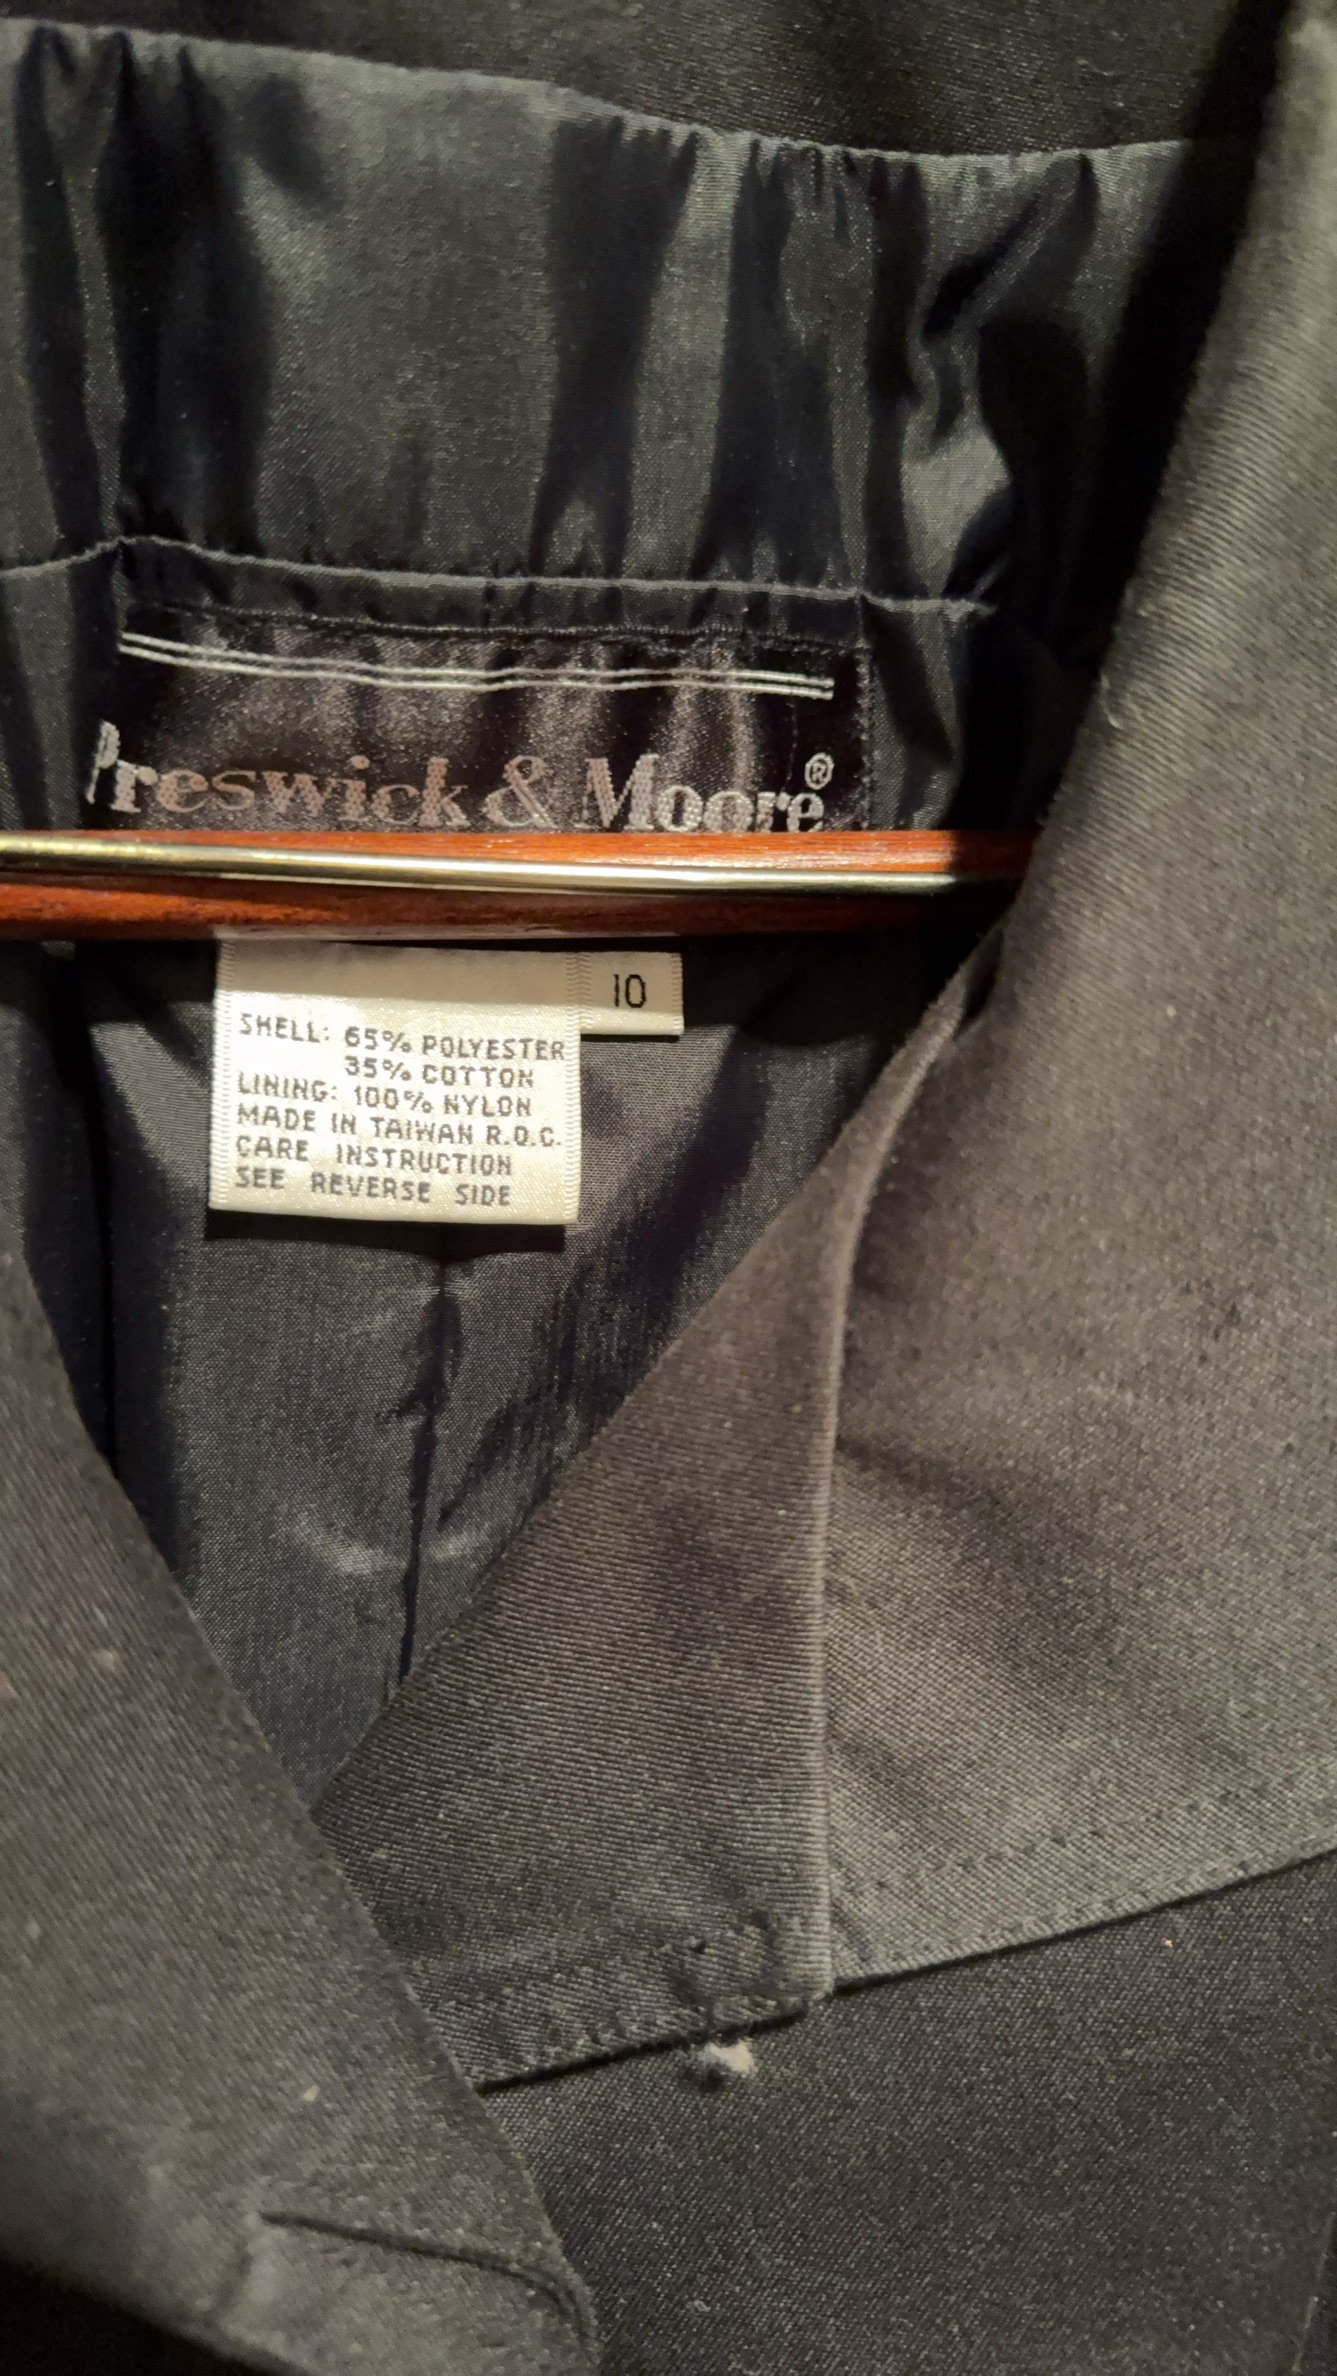 Preswick & Moore®
10
SHELL: 65% POLYESTER
35% COTTON
LINING: 100% NYLON
MADE IN TAIWAN R.O.C.
CARE INSTRUCTION
SEE REVERSE SIDE